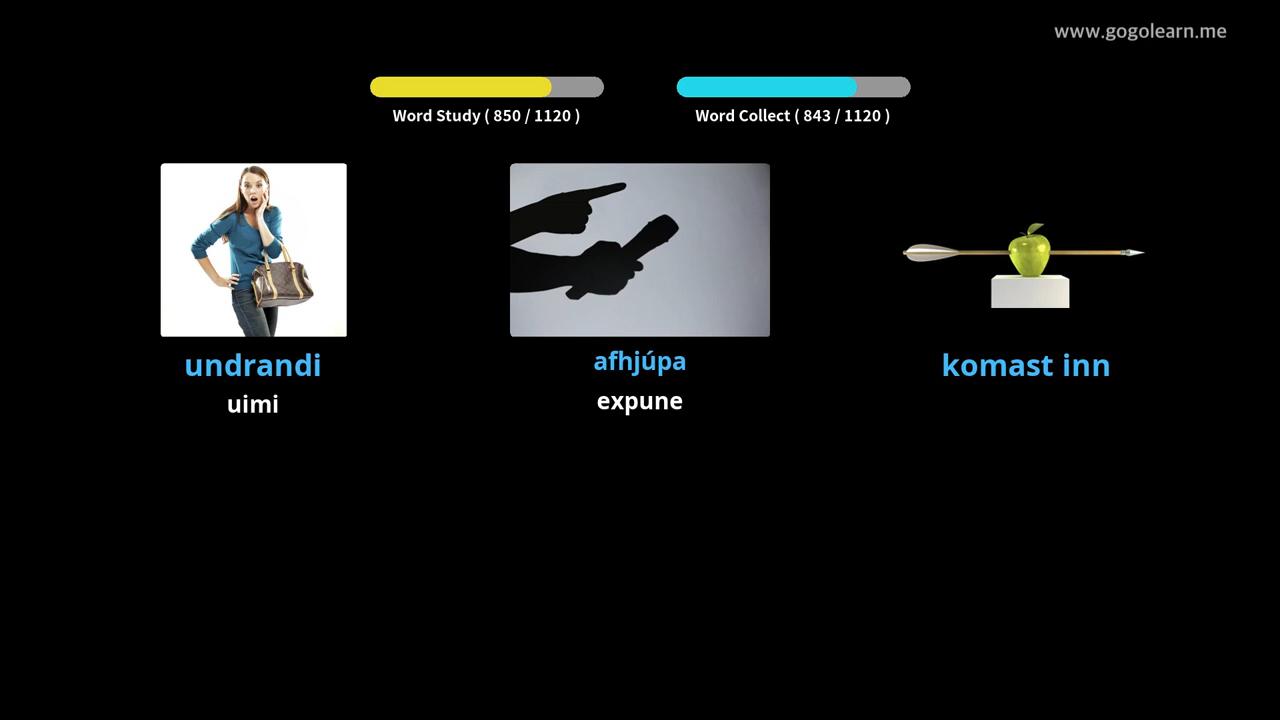 www.gogolearn.me
Word Study ( 850 / 1120 )
Word Collect ( 843 / 1120 )
undrandi
uimi
afhjúpa
expune
komast inn